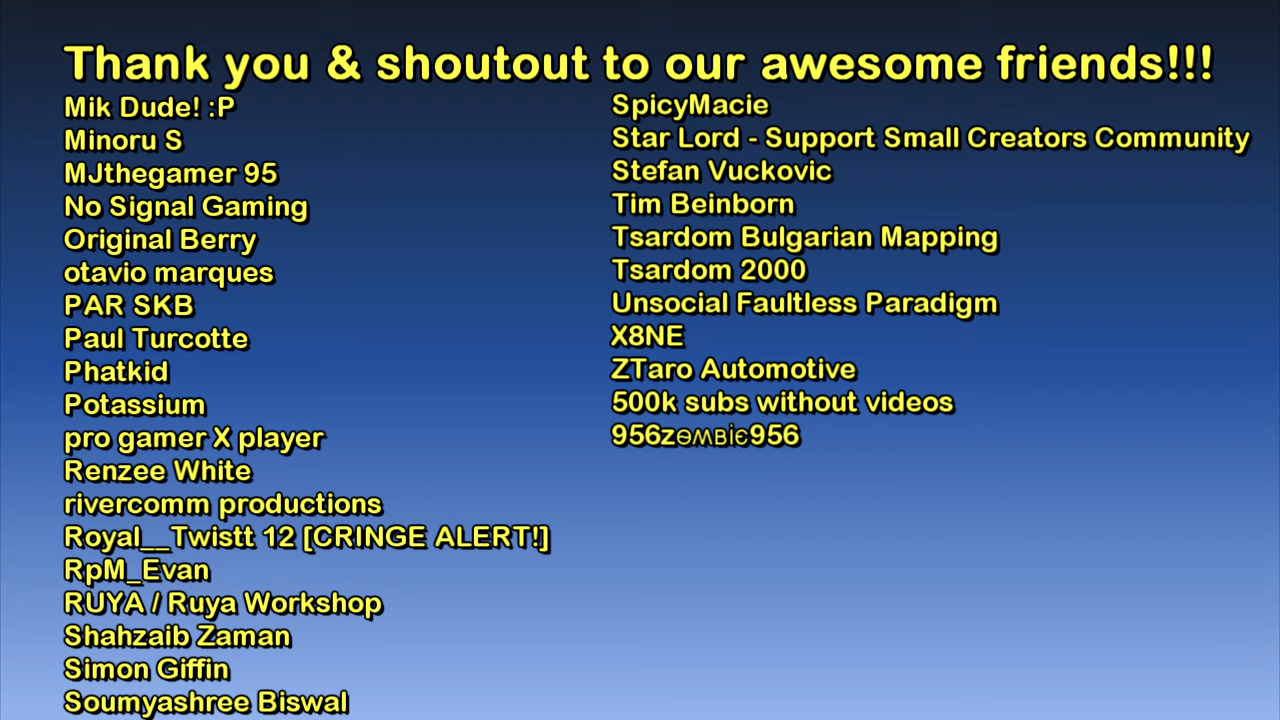 Thank you & shoutout to our awesome friends!!!
Mik Dude! :P
Minoru S
MJthegamer 95
No Signal Gaming
Original Berry
otavio marques
PAR SKB
Paul Turcotte
Phatkid
Potassium
pro gamer X player
Renzee White
rivercomm productions
Royal__Twistt 12 [CRINGE ALERT!]
RpM_Evan
RUYA / Ruya Workshop
Shahzaib Zaman
Simon Giffin
Soumyashree Biswal
SpicyMacie
Star Lord - Support Small Creators Community
Stefan Vuckovic
Tim Beinborn
Tsardom Bulgarian Mapping
Tsardom 2000
Unsocial Faultless Paradigm
X8NE
ZTaro Automotive
500k subs without videos
956zѳʍвiє956